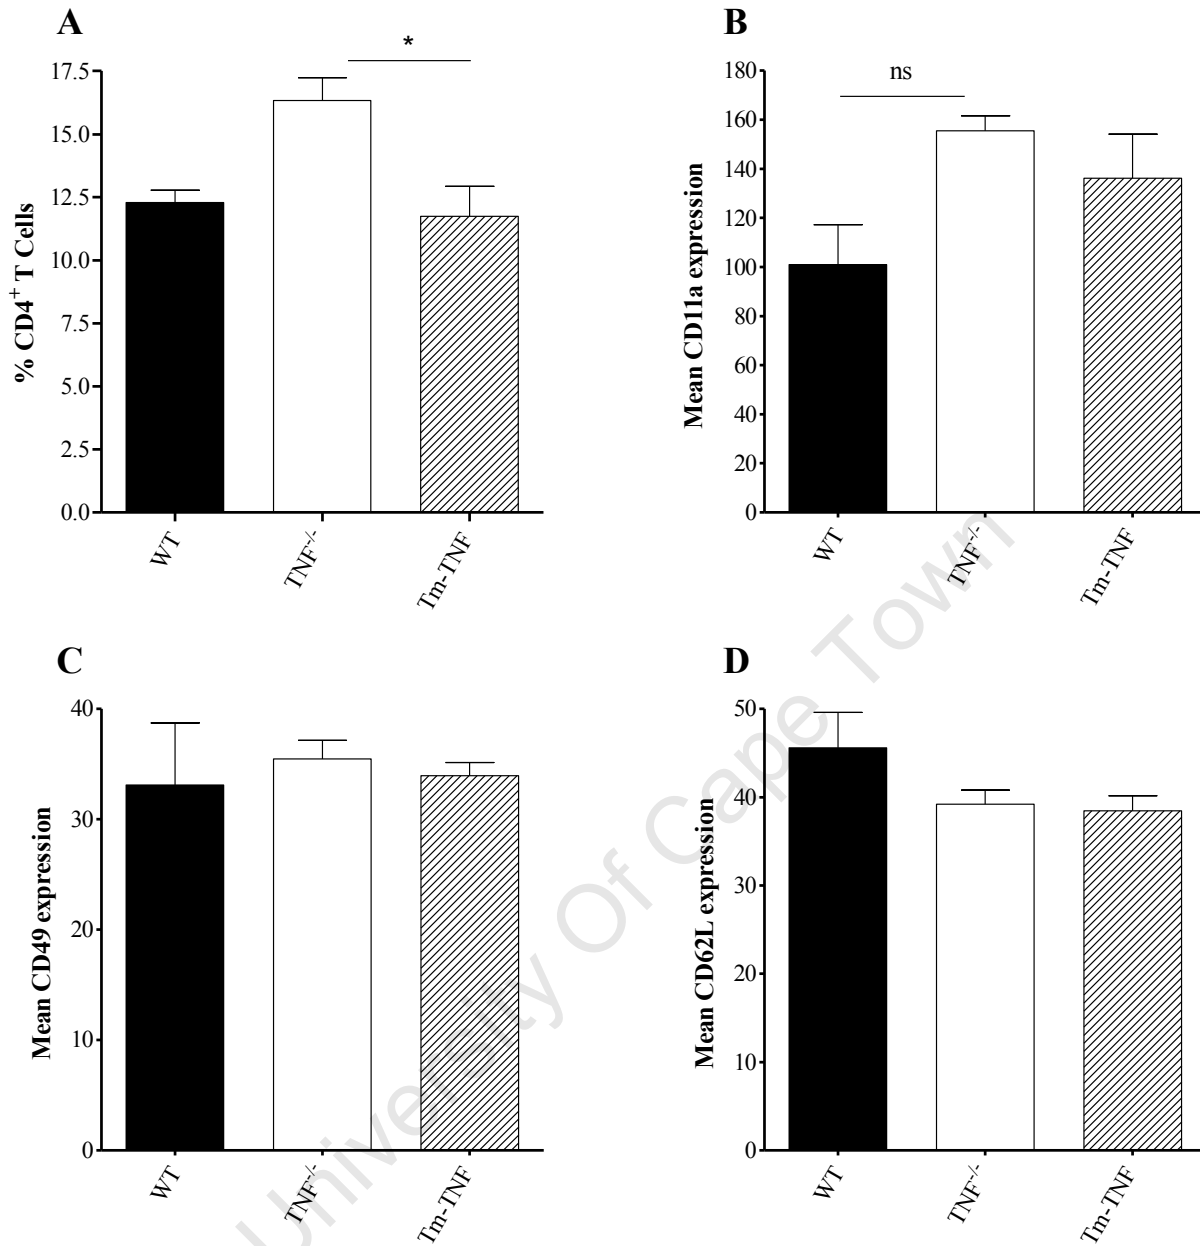 A
*
17.5
15.0
12.5
10.0
7.5
5.0
2.5
0.0
% CD4⁺ T Cells
WT
TNF⁻/⁻
Tm-TNF
B
ns
180
160
140
120
100
80
60
40
20
0
Mean CD11a expression
WT
TNF⁻/⁻
Tm-TNF
C
40
30
20
10
0
Mean CD49 expression
WT
TNF⁻/⁻
Tm-TNF
D
50
40
30
20
10
0
Mean CD62L expression
WT
TNF⁻/⁻
Tm-TNF
University Of Cape Town